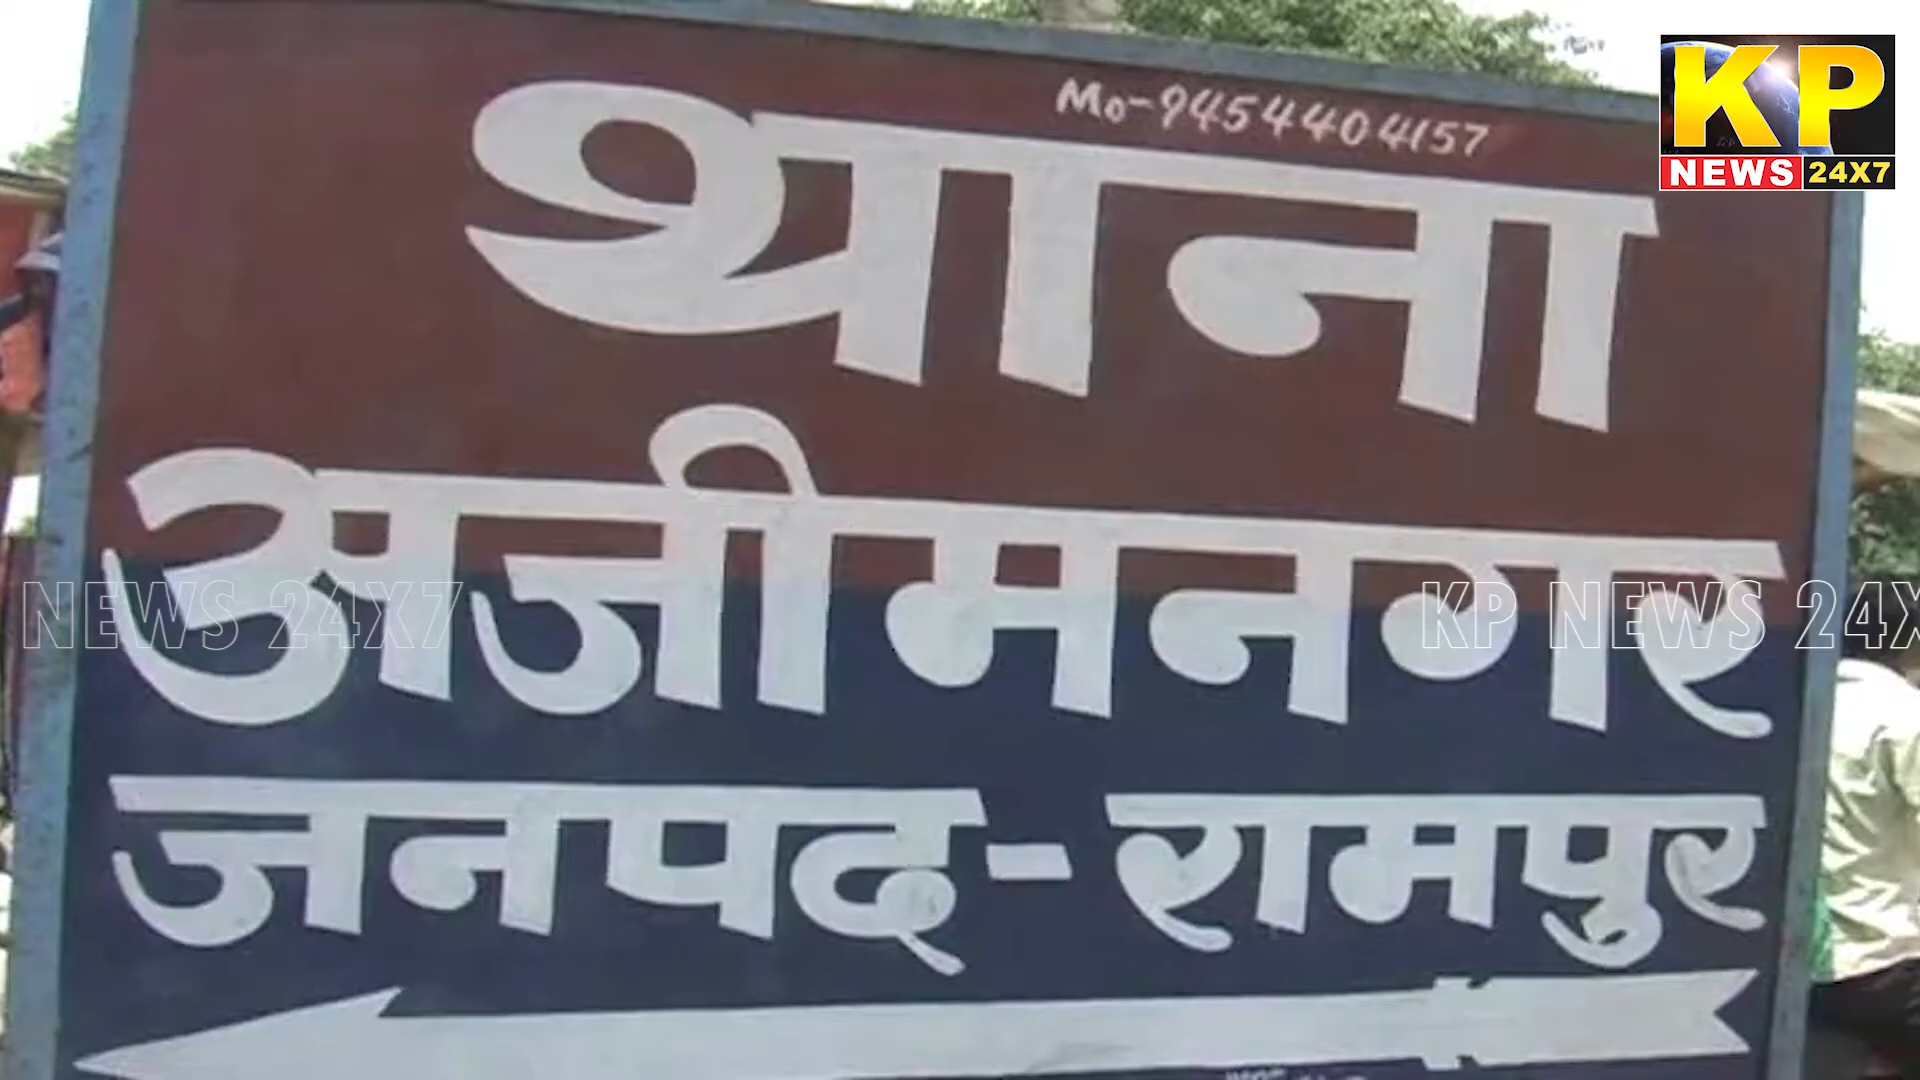 Mo-9454404157
KP
NEWS 24X7
थाना
अजीमनगर
NEWS 24X7
KP NEWS 24X
जनपद-रामपुर